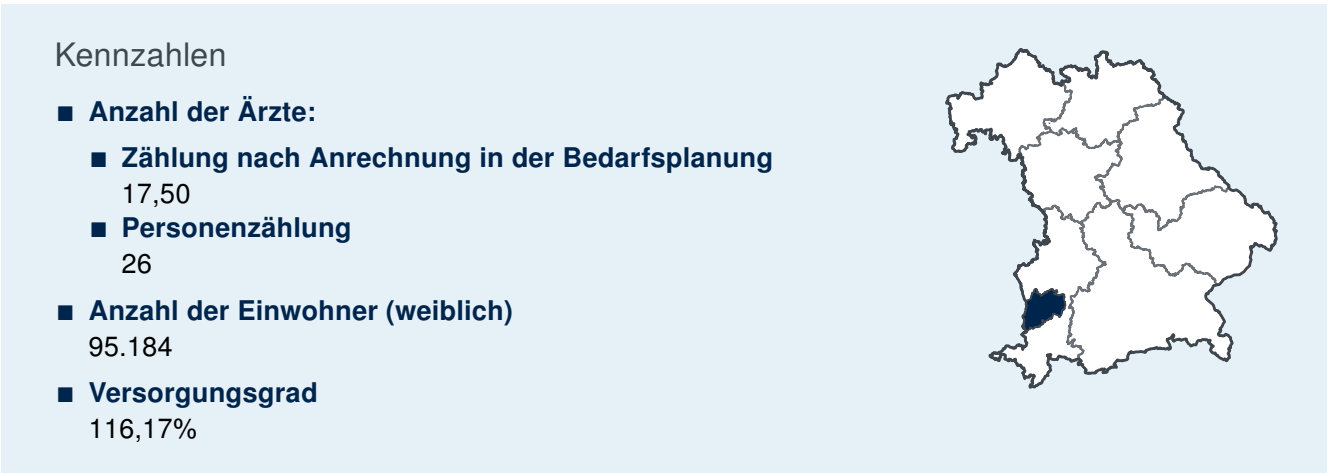 Kennzahlen
■ Anzahl der Ärzte:
■ Zählung nach Anrechnung in der Bedarfsplanung
17,50
■ Personenzählung
26
■ Anzahl der Einwohner (weiblich)
95.184
■ Versorgungsgrad
116,17%